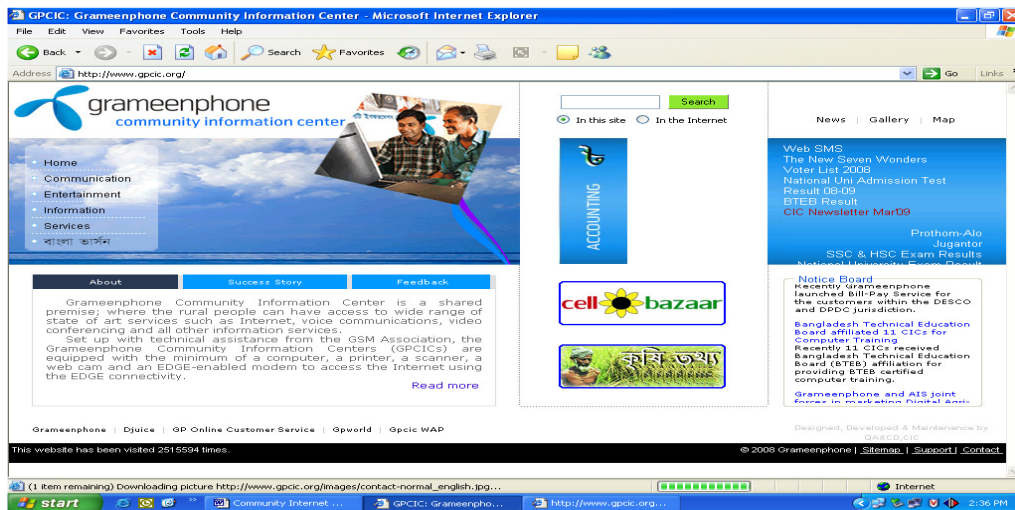 GPCIC: Grameenphone Community Information Center - Microsoft Internet Explorer
File Edit View Favorites Tools Help
Back Search Favorites
Address http://www.gpcic.org/ Go Links
grameenphone
community information center
Search
In this site In the Internet
News | Gallery | Map
Home
Communication
Entertainment
Information
Services
বাংলা ভার্সন
ACCOUNTING
Web SMS
The New Seven Wonders
Voter List 2008
National Uni Admission Test
Result 08-09
BTEB Result
CIC Newsletter Mar'09
Prothom-Alo
Jugantor
SSC & HSC Exam Results
National University Exam Result
About Success Story Feedback
Grameenphone Community Information Center is a shared
premise; where the rural people can have access to wide range of
state of art services such as Internet, voice communications, video
conferencing and all other information services.
Set up with technical assistance from the GSM Association, the
Grameenphone Community Information Centers (GPCICs) are
equipped with the minimum of a computer, a printer, a scanner, a
web cam and an EDGE-enabled modem to access the Internet using
the EDGE connectivity.
Read more
cell bazaar
কৃষি তথ্য
Notice Board
Recently Grameenphone
launched Bill-Pay Service for
the customers within the DESCO
and DPDC jurisdiction.
Bangladesh Technical Education
Board affiliated 11 CICs for
Computer Training
Recently 11 CICs received
Bangladesh Technical Education
Board (BTEB) affiliation for
providing BTEB certified
computer training.
Grameenphone and AIS joint
forces in marketing Digital Agri-
Grameenphone | Djuice | GP Online Customer Service | Gpworld | Gpcic WAP
Designed, Developed & Maintenance by
QA&CD,CIC
This website has been visited 2515594 times.
© 2008 Grameenphone | Sitemap | Support | Contact
(1 item remaining) Downloading picture http://www.gpcic.org/images/contact-normal_english.jpg...
Internet
start
Community Internet ...
GPCIC: Grameenpho...
http://www.gpcic.org...
2:36 PM